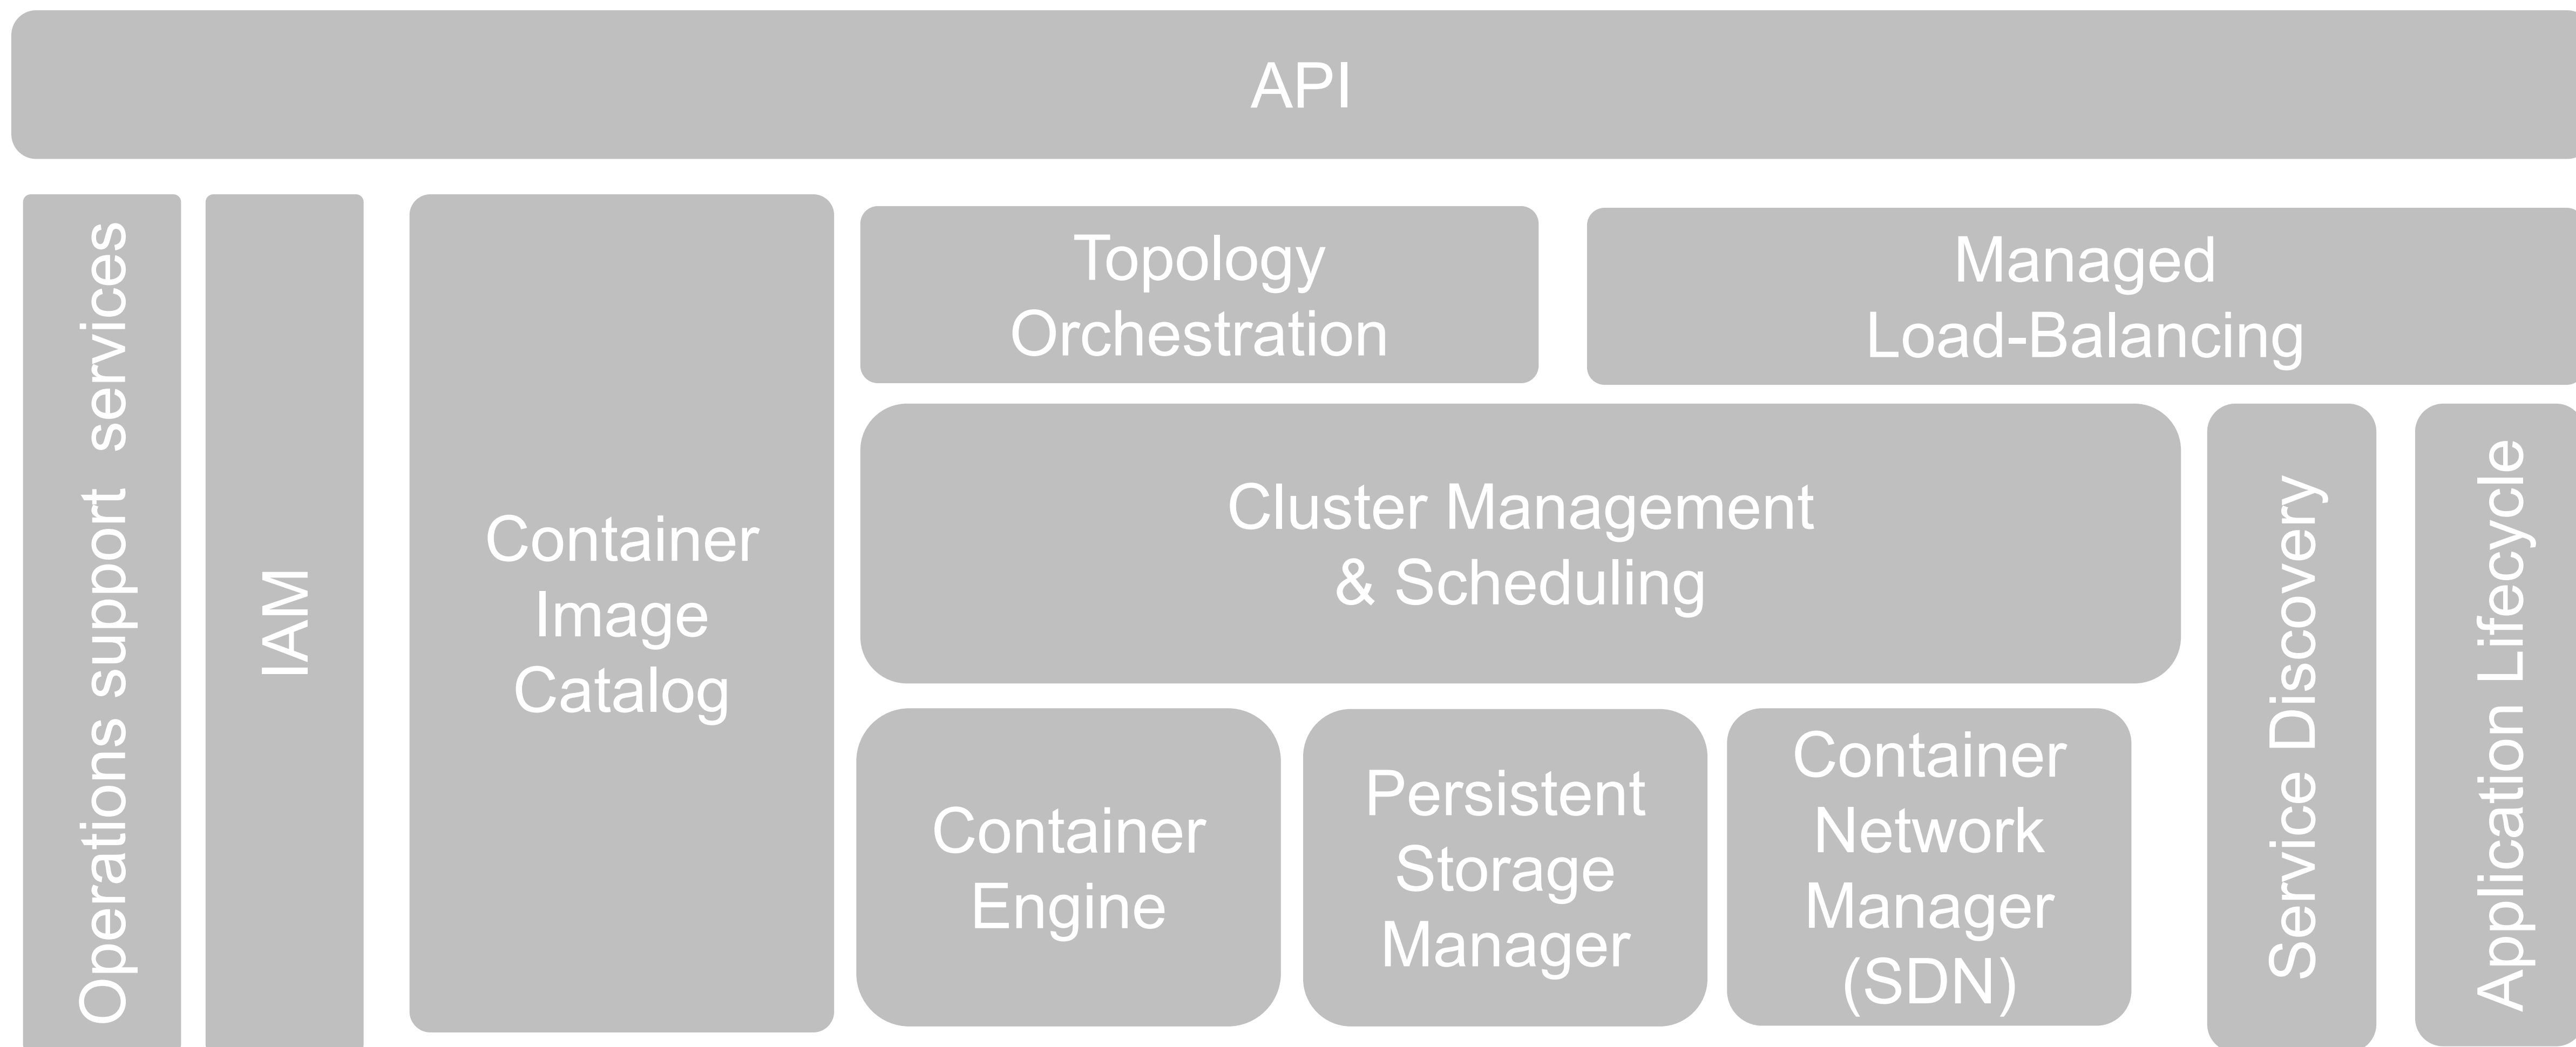 API
Operations support  services
IAM
Container
Image
Catalog
Topology
Orchestration
Managed
Load-Balancing
Cluster Management
& Scheduling
Container
Engine
Persistent
Storage
Manager
Container
Network
Manager
(SDN)
Service Discovery
Application Lifecycle